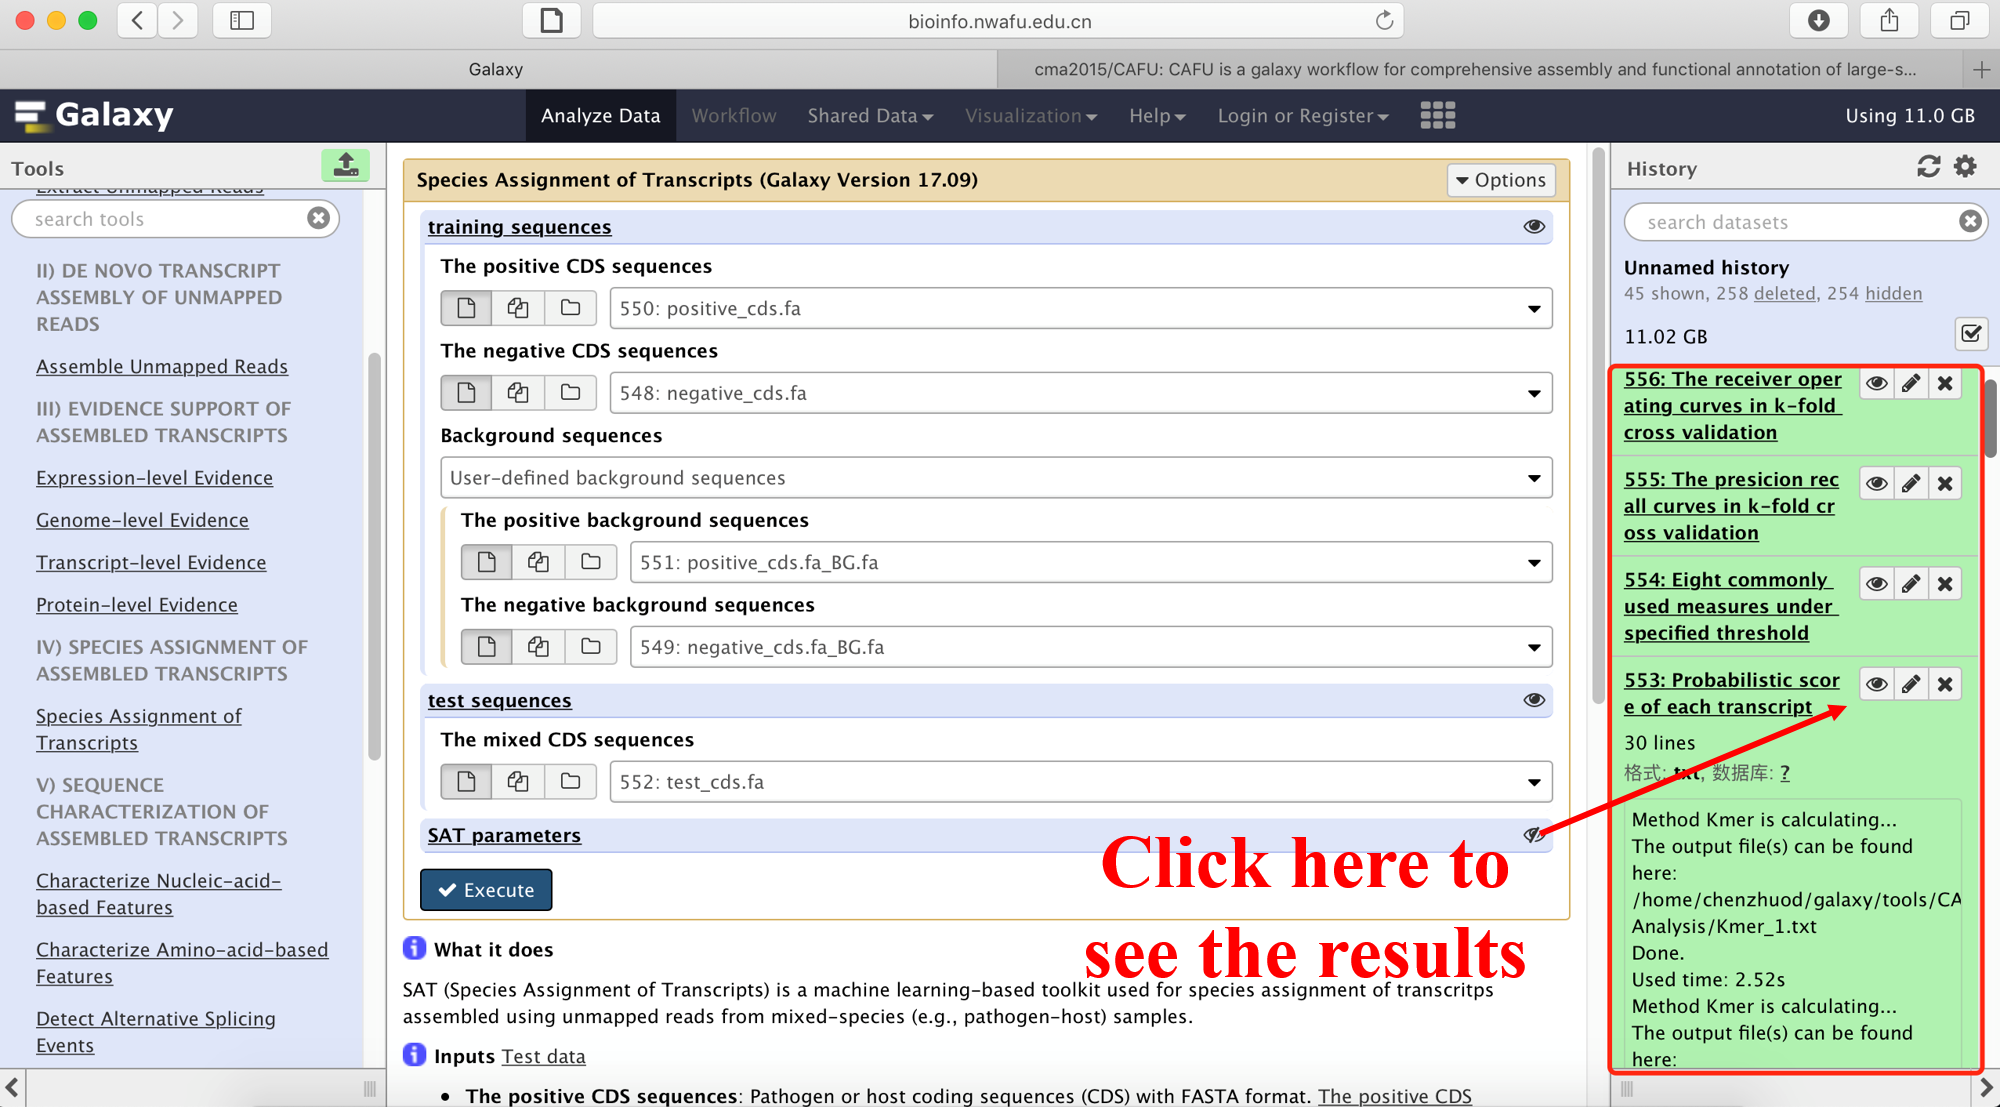 bioinfo.nwafu.edu.cn
Galaxy
cma2015/CAFU: CAFU is a galaxy workflow for comprehensive assembly and functional annotation of large-s...
Galaxy
Analyze Data
Workflow
Shared Data
Visualization
Help
Login or Register
Using 11.0 GB
Tools
Extract Unmapped Reads
search tools
II) DE NOVO TRANSCRIPT
ASSEMBLY OF UNMAPPED
READS
Assemble Unmapped Reads
III) EVIDENCE SUPPORT OF
ASSEMBLED TRANSCRIPTS
Expression-level Evidence
Genome-level Evidence
Transcript-level Evidence
Protein-level Evidence
IV) SPECIES ASSIGNMENT OF
ASSEMBLED TRANSCRIPTS
Species Assignment of
Transcripts
V) SEQUENCE
CHARACTERIZATION OF
ASSEMBLED TRANSCRIPTS
Characterize Nucleic-acid-
based Features
Characterize Amino-acid-based
Features
Detect Alternative Splicing
Events
Species Assignment of Transcripts (Galaxy Version 17.09)
Options
training sequences
The positive CDS sequences
550: positive_cds.fa
The negative CDS sequences
548: negative_cds.fa
Background sequences
User-defined background sequences
The positive background sequences
551: positive_cds.fa_BG.fa
The negative background sequences
549: negative_cds.fa_BG.fa
test sequences
The mixed CDS sequences
552: test_cds.fa
SAT parameters
Execute
Click here to
see the results
What it does
SAT (Species Assignment of Transcripts) is a machine learning-based toolkit used for species assignment of transcritps
assembled using unmapped reads from mixed-species (e.g., pathogen-host) samples.
Inputs Test data
• The positive CDS sequences: Pathogen or host coding sequences (CDS) with FASTA format. The positive CDS
History
search datasets
Unnamed history
45 shown, 258 deleted, 254 hidden
11.02 GB
556: The receiver oper
ating curves in k-fold
cross validation
555: The presicion rec
all curves in k-fold cr
oss validation
554: Eight commonly
used measures under
specified threshold
553: Probabilistic scor
e of each transcript
30 lines
格式: txt, 数据库: ?
Method Kmer is calculating...
The output file(s) can be found
here:
/home/chenzhuod/galaxy/tools/CA
Analysis/Kmer_1.txt
Done.
Used time: 2.52s
Method Kmer is calculating...
The output file(s) can be found
here: